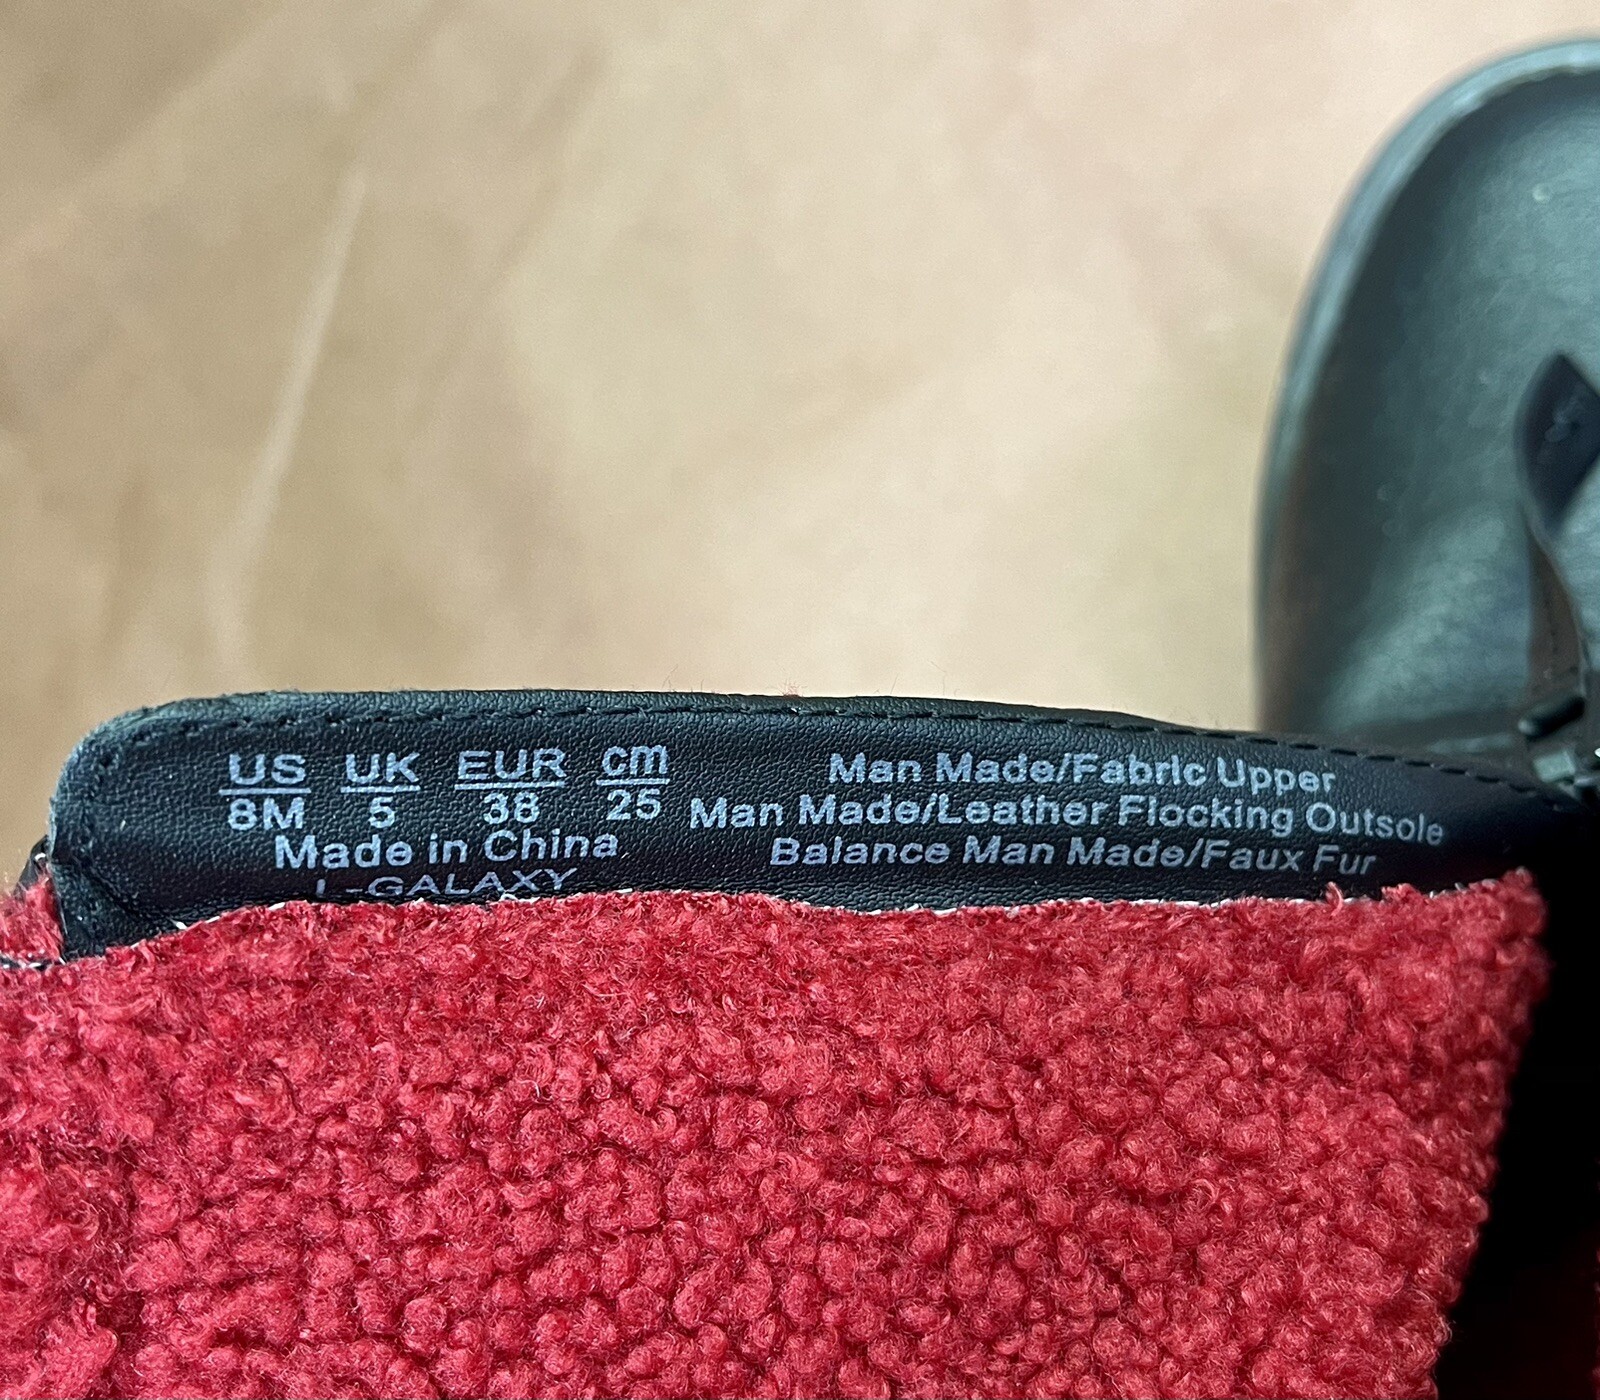 US UK EUR cm
8M 5 38 25
Made in China
L-GALAXY
Man Made/Fabric Upper
Man Made/Leather Flocking Outsole
Balance Man Made/Faux Fur